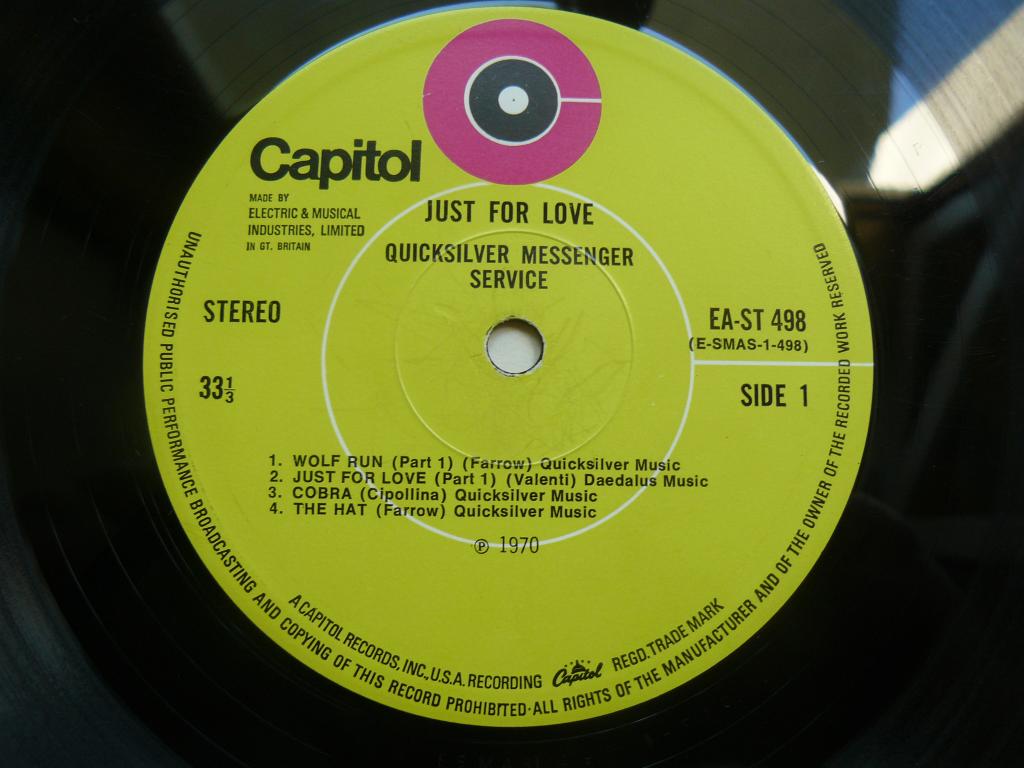 Capitol
MADE BY
ELECTRIC & MUSICAL
INDUSTRIES, LIMITED
IN GT. BRITAIN
JUST FOR LOVE
QUICKSILVER MESSENGER
SERVICE
STEREO
33⅓
EA-ST 498
(E-SMAS-1-498)
SIDE 1
1. WOLF RUN (Part 1) (Farrow) Quicksilver Music
2. JUST FOR LOVE (Part 1) (Valenti) Daedalus Music
3. COBRA (Cipollina) Quicksilver Music
4. THE HAT (Farrow) Quicksilver Music
℗ 1970
A CAPITOL RECORDS, INC., U.S.A. RECORDING Capitol REGD. TRADE MARK
UNAUTHORISED PUBLIC PERFORMANCE BROADCASTING AND COPYING OF THIS RECORD PROHIBITED·ALL RIGHTS OF THE MANUFACTURER AND OF THE OWNER OF THE RECORDED WORK RESERVED